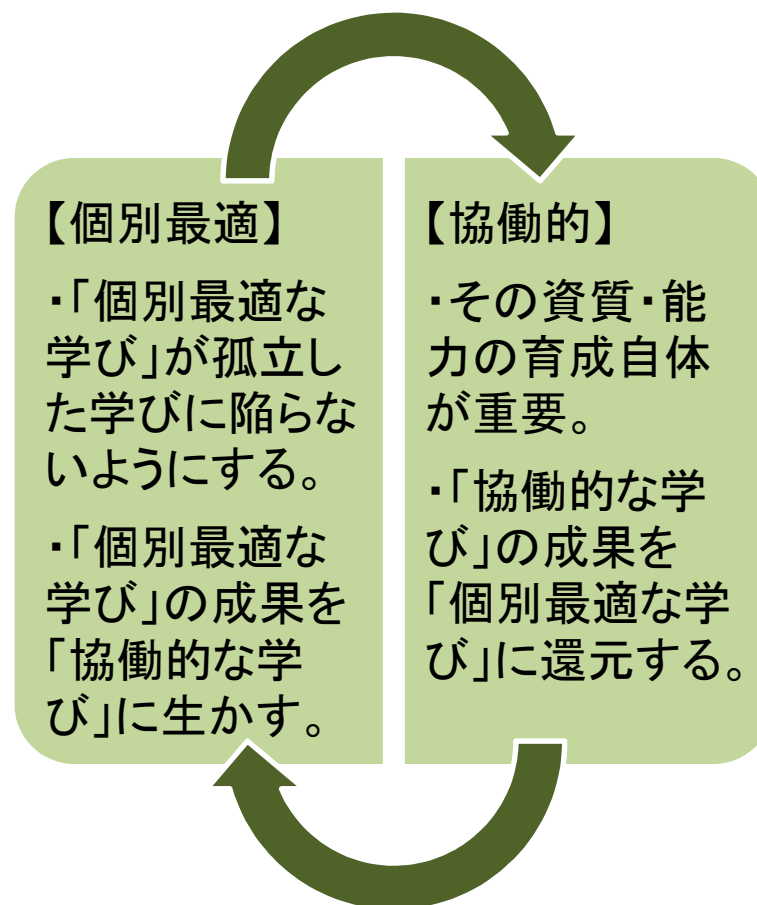 【個別最適】
・「個別最適な
学び」が孤立し
た学びに陥らな
いようにする。
・「個別最適な
学び」の成果を
「協働的な学
び」に生かす。
【協働的】
・その資質・能
力の育成自体
が重要。
・「協働的な学
び」の成果を
「個別最適な学
び」に還元する。